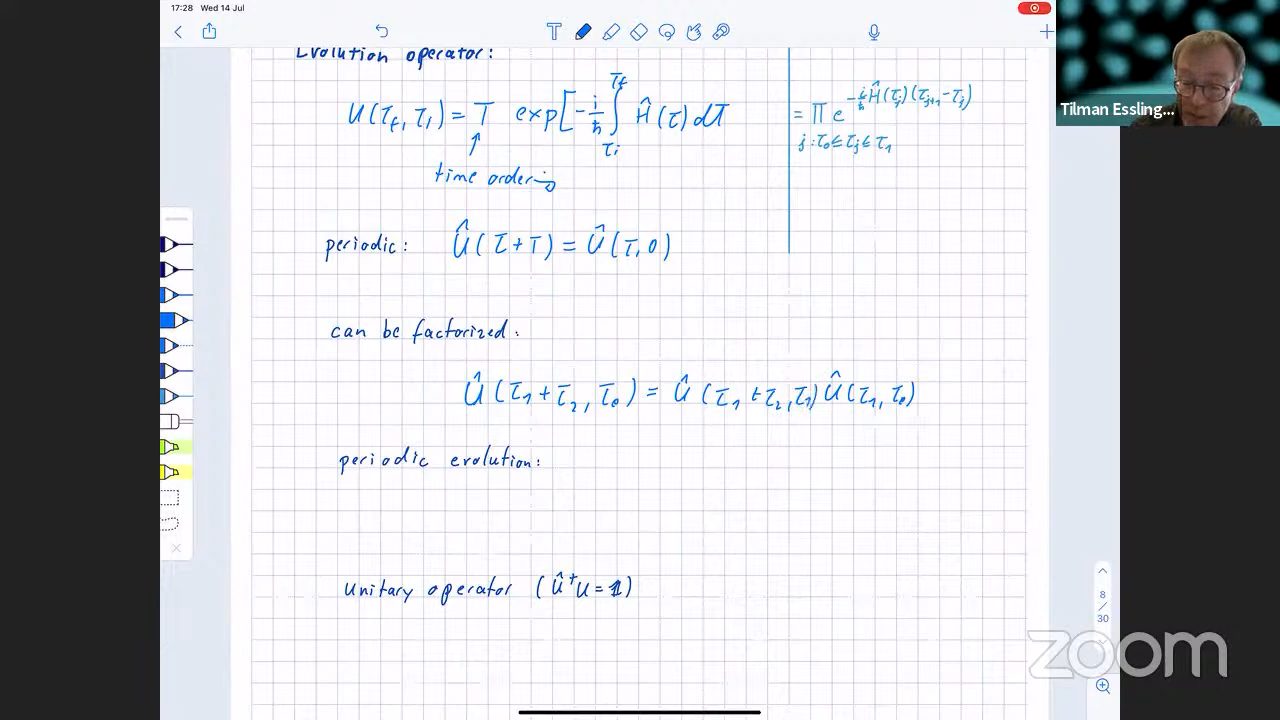 17:28 Wed 14 Jul
Tilman Essling...
Evolution operator:
U(τf, τi) = T exp[-i/ħ ∫ Ĥ(τ) dτ
τf
τi
= Π e^{-i/ħ Ĥ(τj)(τj+1 - τj)}
j: τ0 ≤ τj ≤ τ1
↑
time ordering
periodic: Û(τ+T) = Û(τ, 0)
can be factorized.
Û(τ1+τ2, τ0) = Û(τ1+τ2, τ1) Û(τ1, τ0)
periodic evolution:
unitary operator (Û†U = 1)
8
/
30
zoom